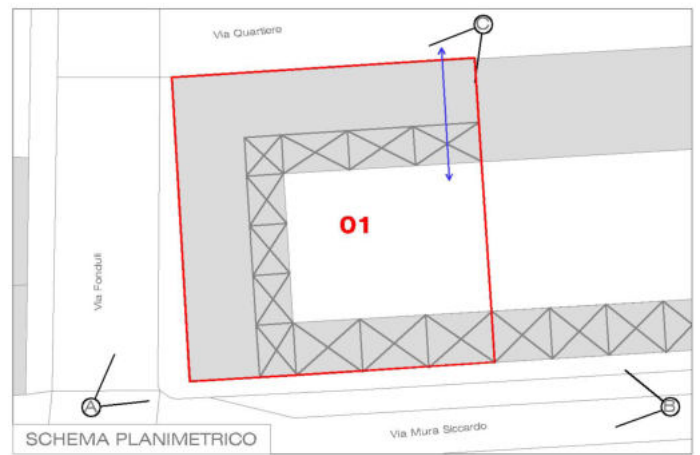 Via Quartiere
C
01
Via Fonduli
A
B
Via Mura Siccardo
SCHEMA PLANIMETRICO